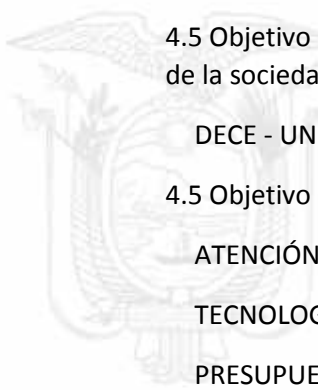 4.5 Objetivo
de la socieda
DECE - UN
4.5 Objetivo
ATENCIÓN
TECNOLOG
PRESUPUE